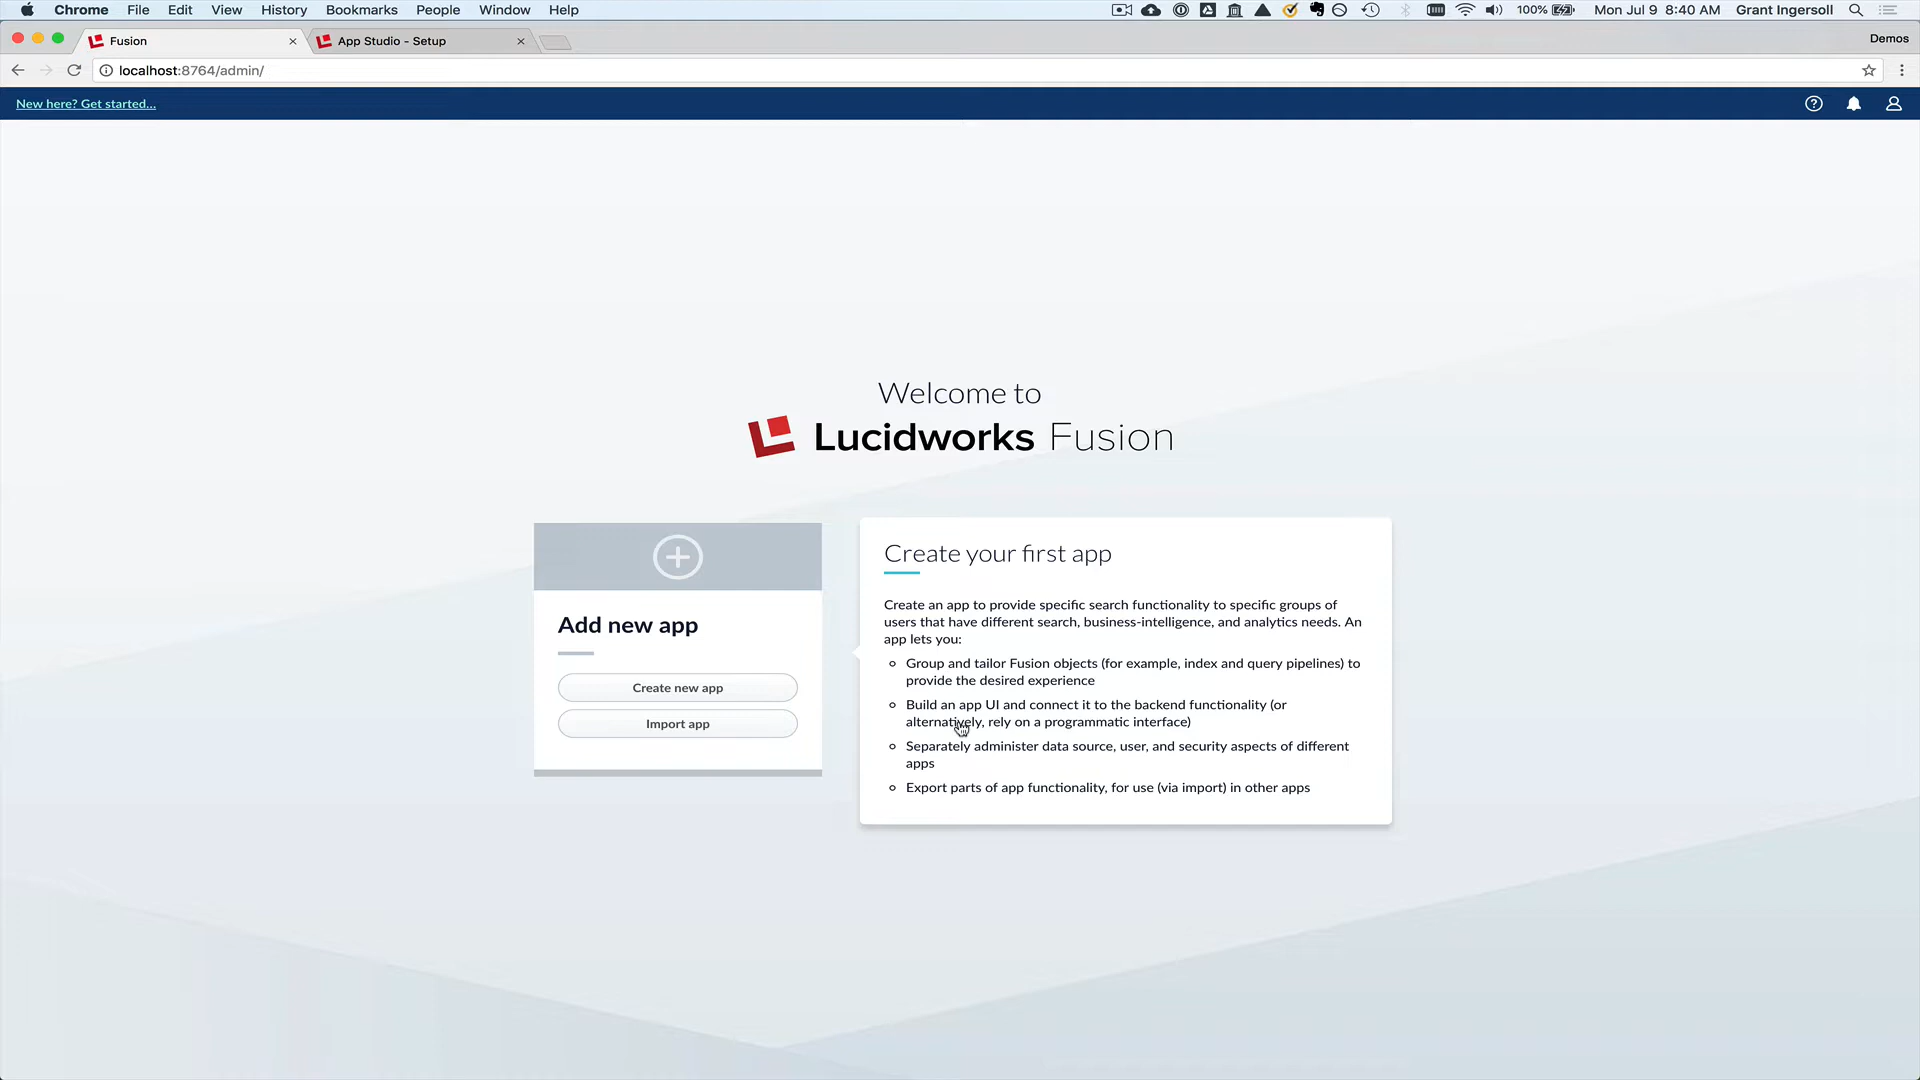 Chrome File Edit View History Bookmarks People Window Help 100% Mon Jul 9 8:40 AM Grant Ingersoll
Fusion App Studio - Setup Demos
localhost:8764/admin/
New here? Get started...
Welcome to
Lucidworks Fusion
Add new app
Create new app
Import app
Create your first app
Create an app to provide specific search functionality to specific groups of
users that have different search, business-intelligence, and analytics needs. An
app lets you:
Group and tailor Fusion objects (for example, index and query pipelines) to
provide the desired experience
Build an app UI and connect it to the backend functionality (or
alternatively, rely on a programmatic interface)
Separately administer data source, user, and security aspects of different
apps
Export parts of app functionality, for use (via import) in other apps